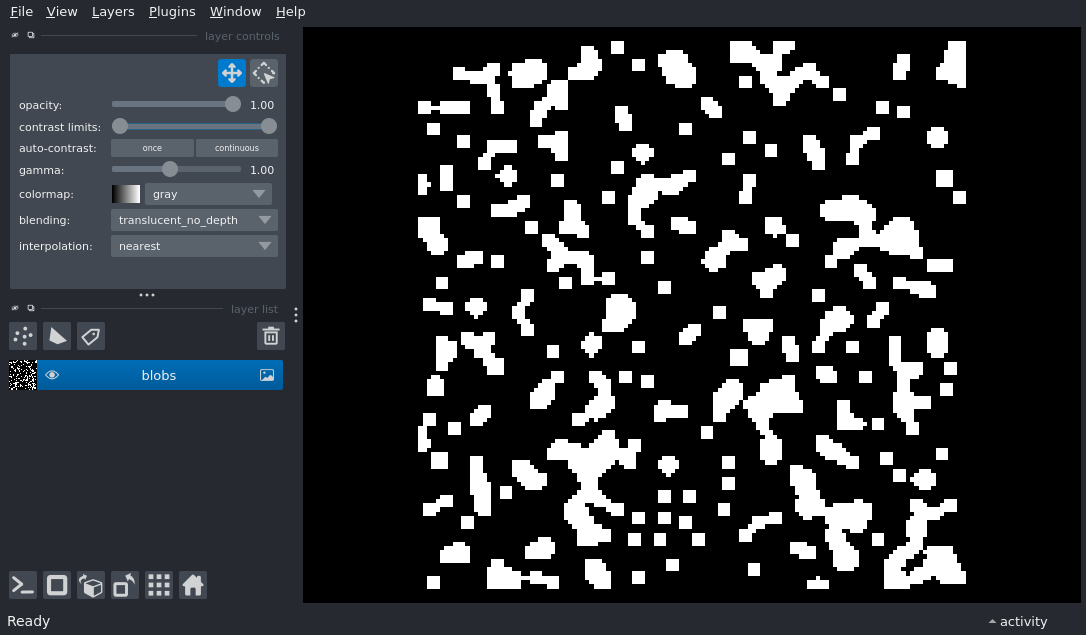 File View Layers Plugins Window Help
layer controls
opacity: 1.00
contrast limits:
auto-contrast: once continuous
gamma: 1.00
colormap: gray
blending: translucent_no_depth
interpolation: nearest
layer list
blobs
Ready activity